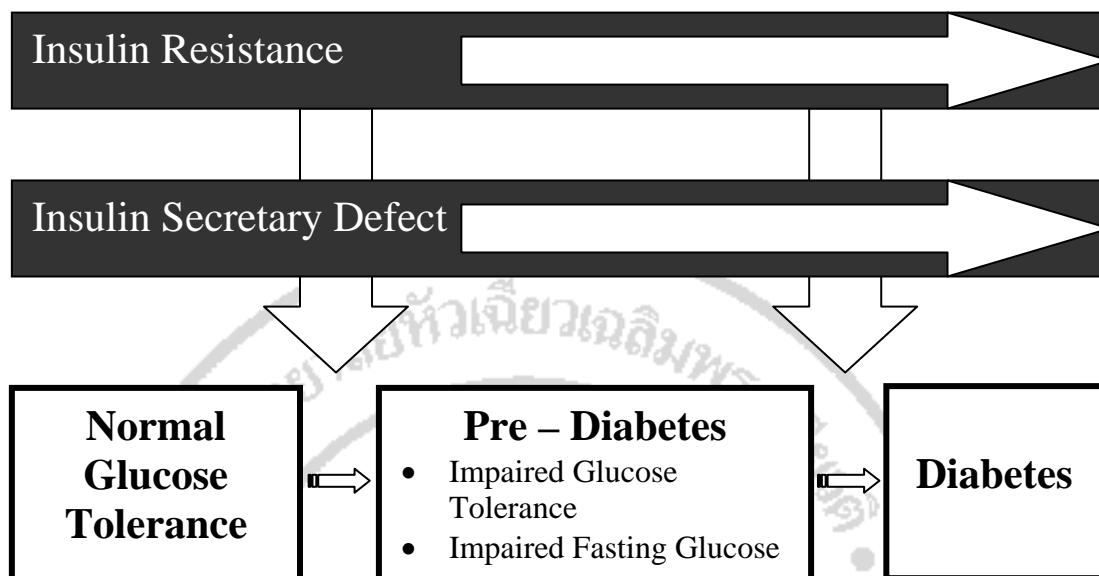 Insulin Resistance
Insulin Secretary Defect
Normal
Glucose
Tolerance
Pre – Diabetes
• Impaired Glucose
Tolerance
• Impaired Fasting Glucose
Diabetes